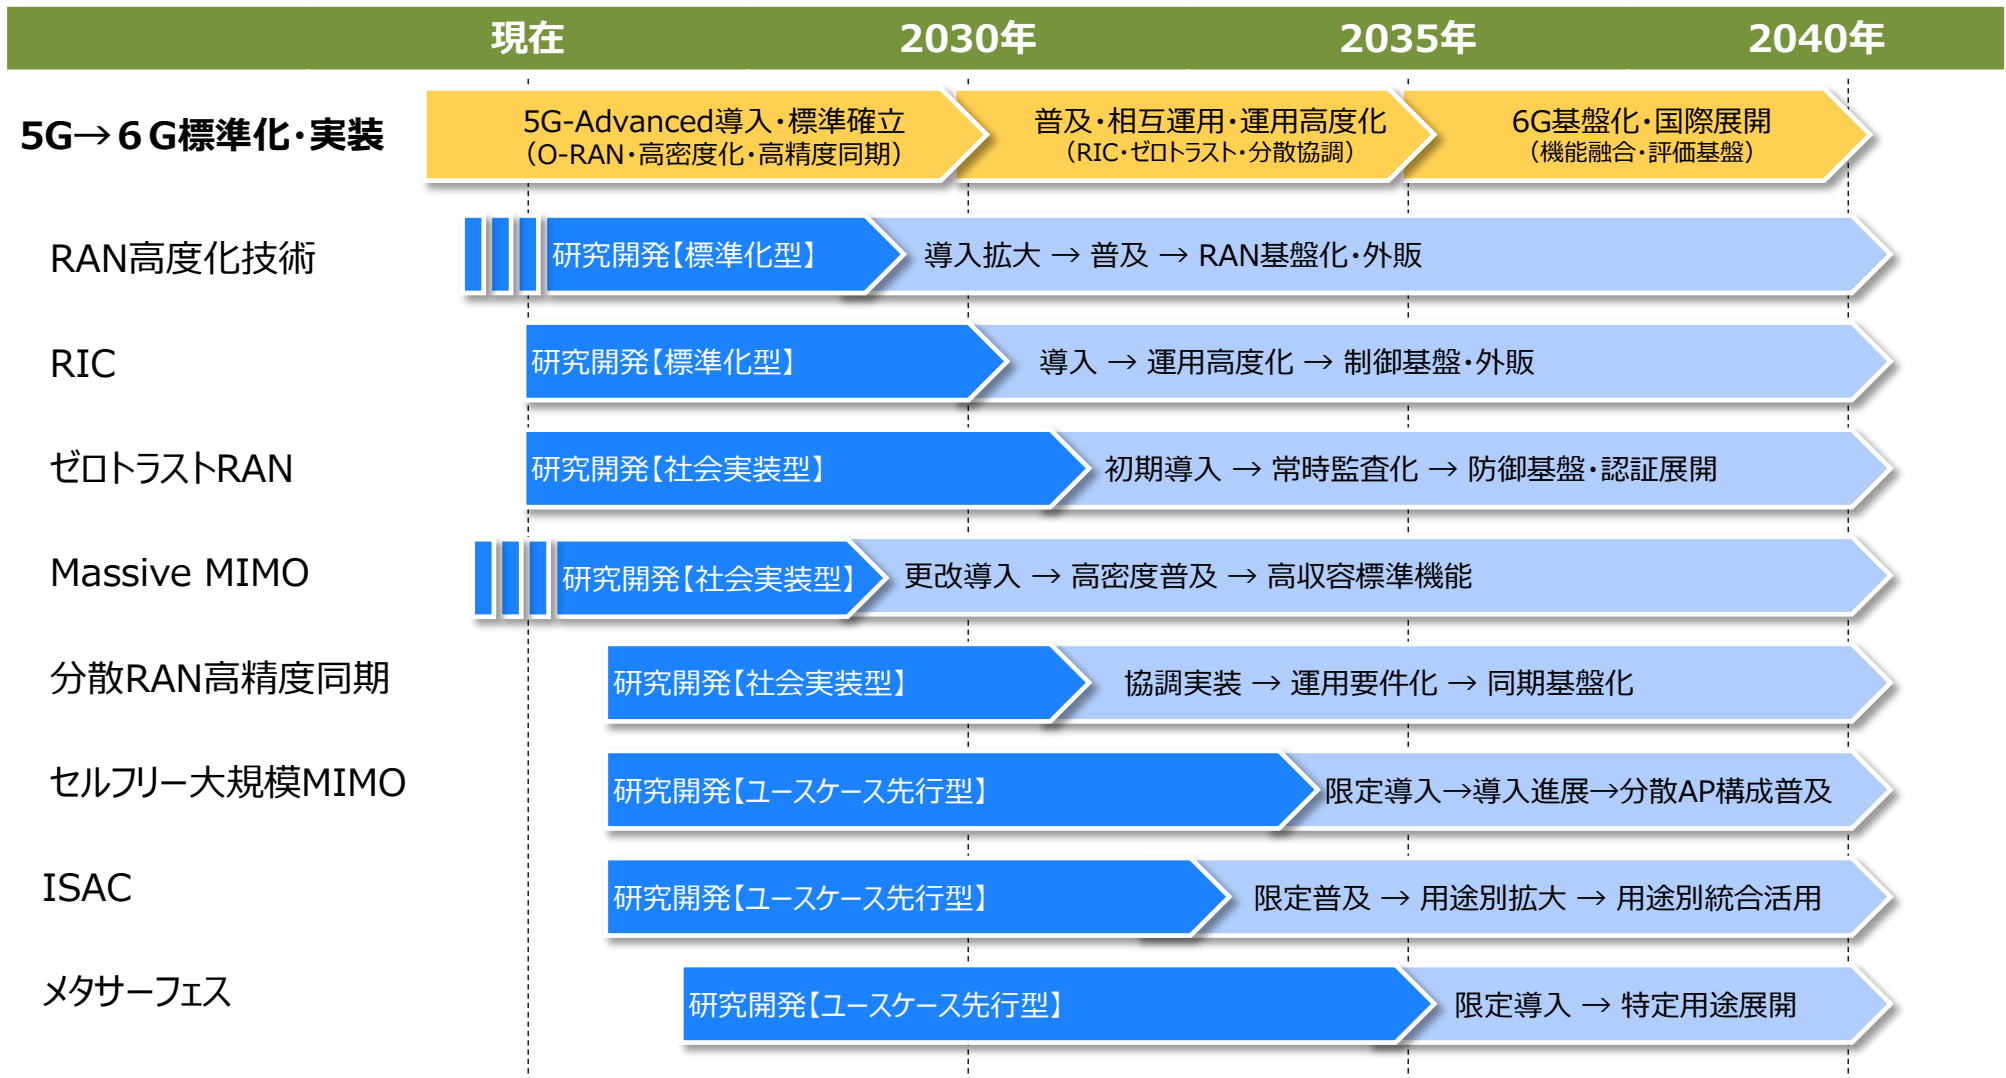 現在 2030年 2035年 2040年
5G→６G標準化・実装
5G-Advanced導入・標準確立
（O-RAN・高密度化・高精度同期）
普及・相互運用・運用高度化
（RIC・ゼロトラスト・分散協調）
6G基盤化・国際展開
（機能融合・評価基盤）
RAN高度化技術
研究開発【標準化型】
導入拡大 → 普及 → RAN基盤化・外販
RIC
研究開発【標準化型】
導入 → 運用高度化 → 制御基盤・外販
ゼロトラストRAN
研究開発【社会実装型】
初期導入 → 常時監査化 → 防御基盤・認証展開
Massive MIMO
研究開発【社会実装型】
更改導入 → 高密度普及 → 高収容標準機能
分散RAN高精度同期
研究開発【社会実装型】
協調実装 → 運用要件化 → 同期基盤化
セルフリー大規模MIMO
研究開発【ユースケース先行型】
限定導入→導入進展→分散AP構成普及
ISAC
研究開発【ユースケース先行型】
限定普及 → 用途別拡大 → 用途別統合活用
メタサーフェス
研究開発【ユースケース先行型】
限定導入 → 特定用途展開